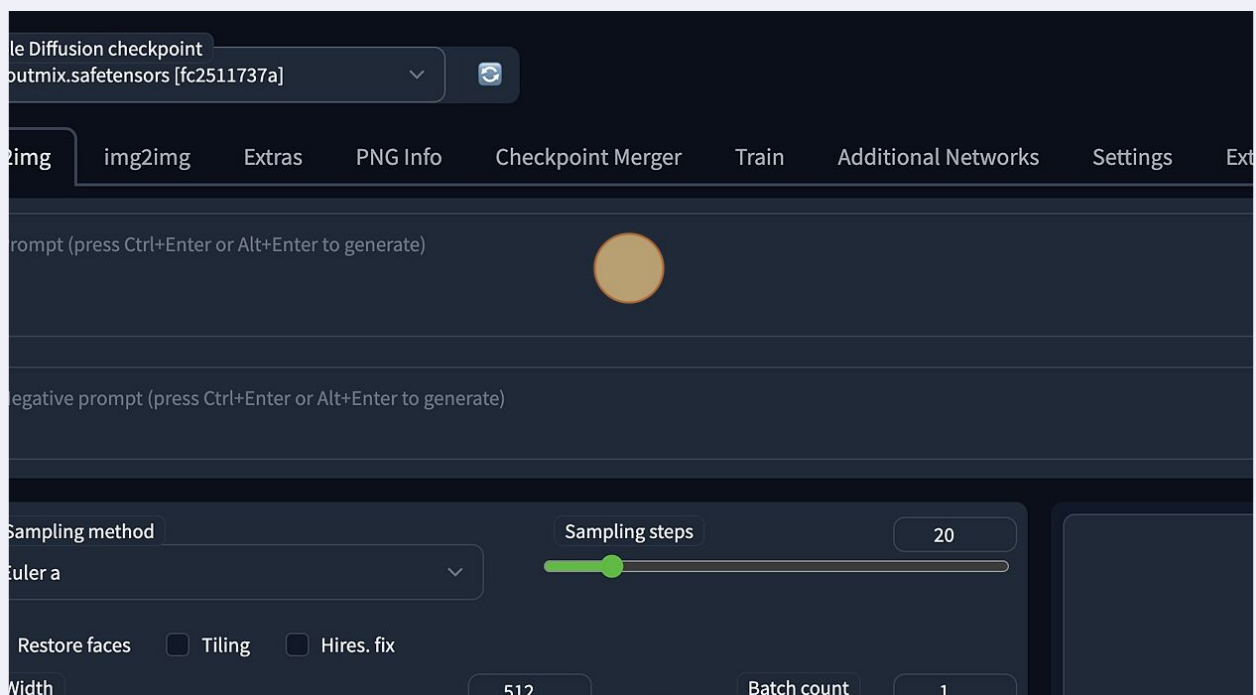 le Diffusion checkpoint
outmix.safetensors [fc2511737a]
2img img2img Extras PNG Info Checkpoint Merger Train Additional Networks Settings Ext
rompt (press Ctrl+Enter or Alt+Enter to generate)
egative prompt (press Ctrl+Enter or Alt+Enter to generate)
Sampling method Sampling steps 20
Euler a
Restore faces Tiling Hires. fix
Width 512 Batch count 1